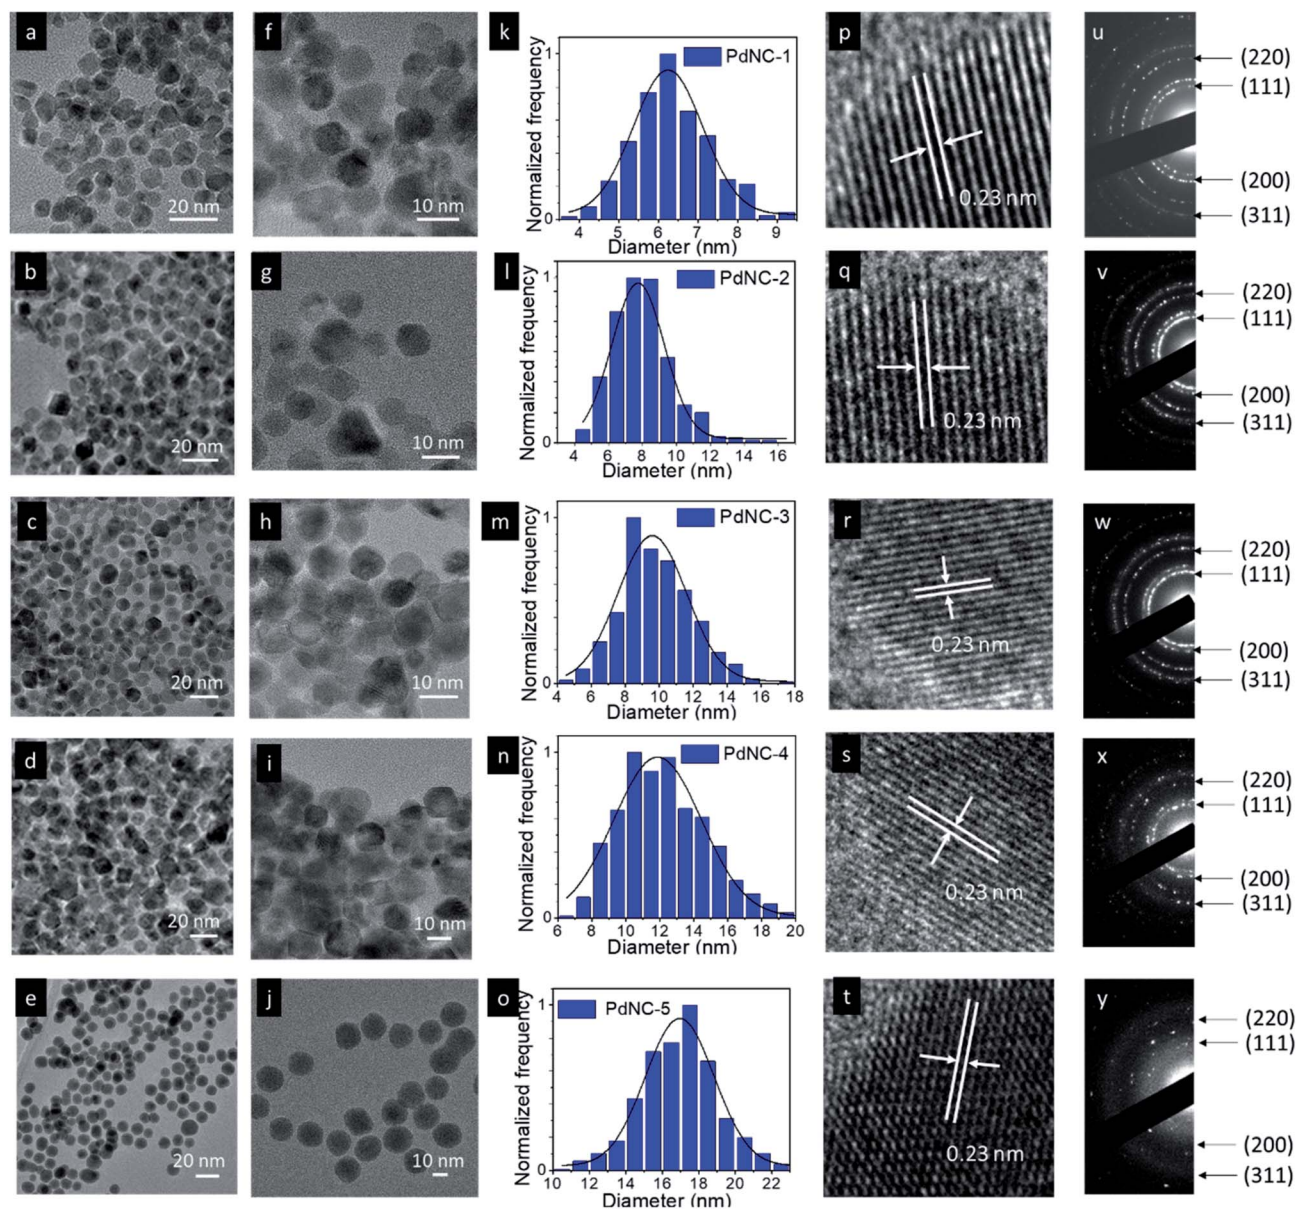 a
20 nm
f
10 nm
k
Normalized frequency
1
0
PdNC-1
4 5 6 7 8 9
Diameter (nm)
p
0.23 nm
u
(220)
(111)
(200)
(311)
b
20 nm
g
10 nm
l
Normalized frequency
1
0
PdNC-2
4 6 8 10 12 14 16
Diameter (nm)
q
0.23 nm
v
(220)
(111)
(200)
(311)
c
20 nm
h
10 nm
m
Normalized frequency
1
0
PdNC-3
4 6 8 10 12 14 16 18
Diameter (nm)
r
0.23 nm
w
(220)
(111)
(200)
(311)
d
20 nm
i
10 nm
n
Normalized frequency
1
0
PdNC-4
6 8 10 12 14 16 18 20
Diameter (nm)
s
0.23 nm
x
(220)
(111)
(200)
(311)
e
20 nm
j
10 nm
o
Normalized frequency
1
0
PdNC-5
10 12 14 16 18 20 22
Diameter (nm)
t
0.23 nm
y
(220)
(111)
(200)
(311)